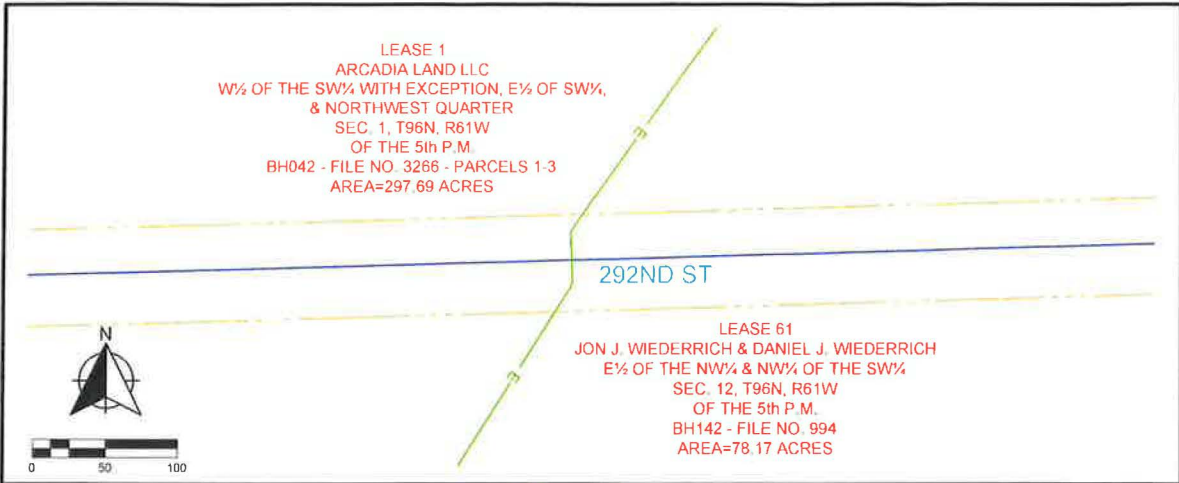 LEASE 1
ARCADIA LAND LLC
W½ OF THE SW¼ WITH EXCEPTION, E½ OF SW¼,
& NORTHWEST QUARTER
SEC. 1, T96N, R61W
OF THE 5th P.M.
BH042 - FILE NO. 3266 - PARCELS 1-3
AREA=297.69 ACRES
E
292ND ST
LEASE 61
JON J. WIEDERRICH & DANIEL J. WIEDERRICH
E½ OF THE NW¼ & NW¼ OF THE SW¼
SEC. 12, T96N, R61W
OF THE 5th P.M.
BH142 - FILE NO. 994
AREA=78.17 ACRES
E
N
0 50 100